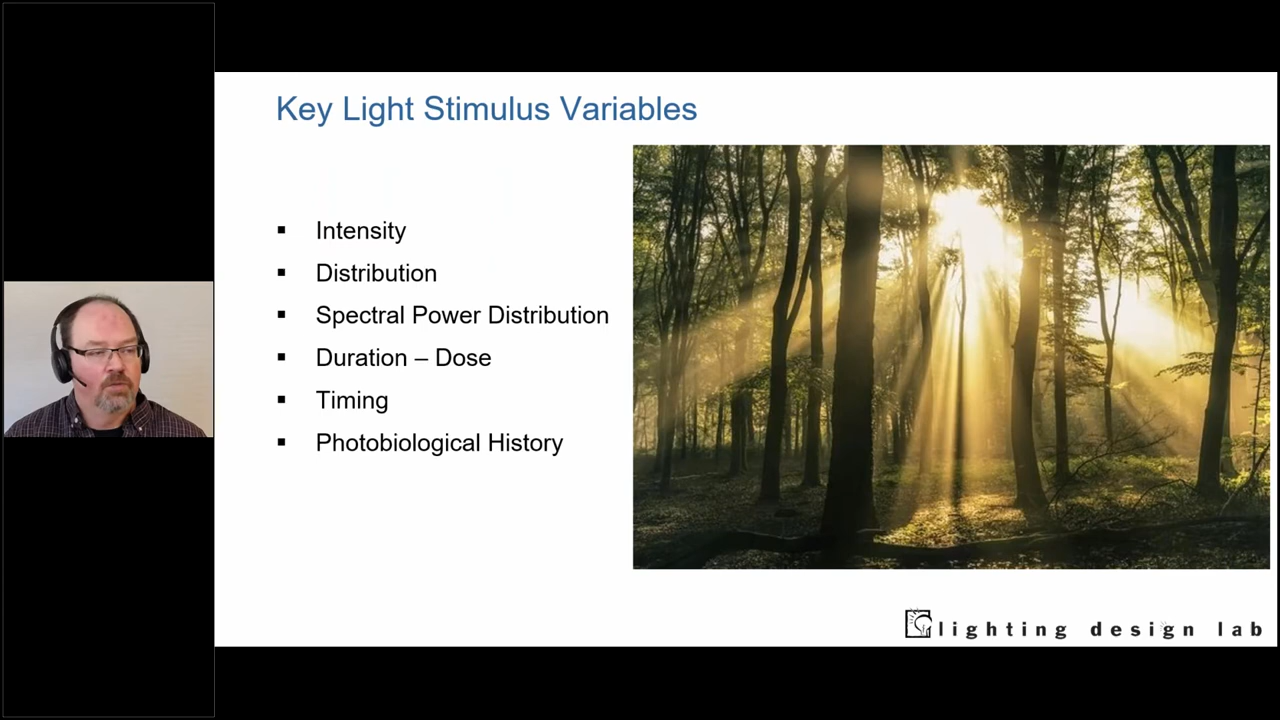 Key Light Stimulus Variables
Intensity
Distribution
Spectral Power Distribution
Duration – Dose
Timing
Photobiological History
lighting design lab